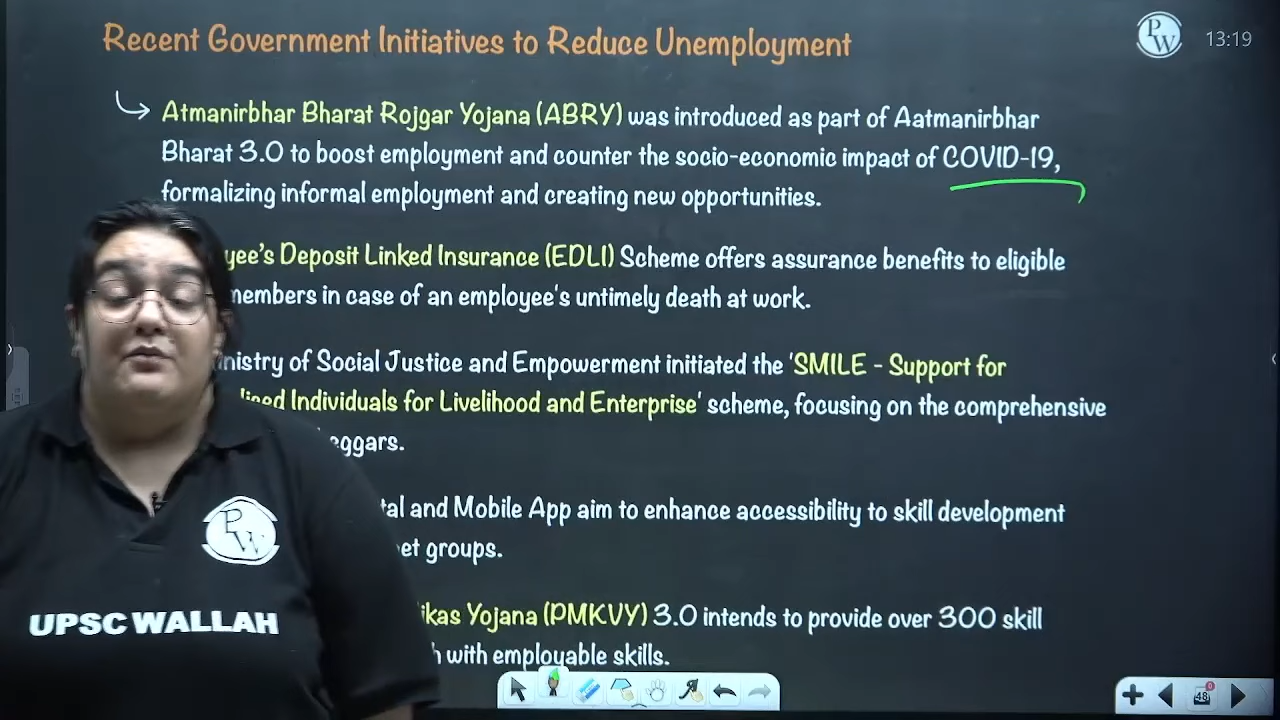 Recent Government Initiatives to Reduce Unemployment
PW 13:19
Atmanirbhar Bharat Rojgar Yojana (ABRY) was introduced as part of Aatmanirbhar
Bharat 3.0 to boost employment and counter the socio-economic impact of COVID-19,
formalizing informal employment and creating new opportunities.
yee's Deposit Linked Insurance (EDLI) Scheme offers assurance benefits to eligible
members in case of an employee's untimely death at work.
nistry of Social Justice and Empowerment initiated the 'SMILE - Support for
lised Individuals for Livelihood and Enterprise' scheme, focusing on the comprehensive
eggars.
tal and Mobile App aim to enhance accessibility to skill development
et groups.
ikas Yojana (PMKVY) 3.0 intends to provide over 300 skill
h with employable skills.
PW
UPSC WALLAH
48